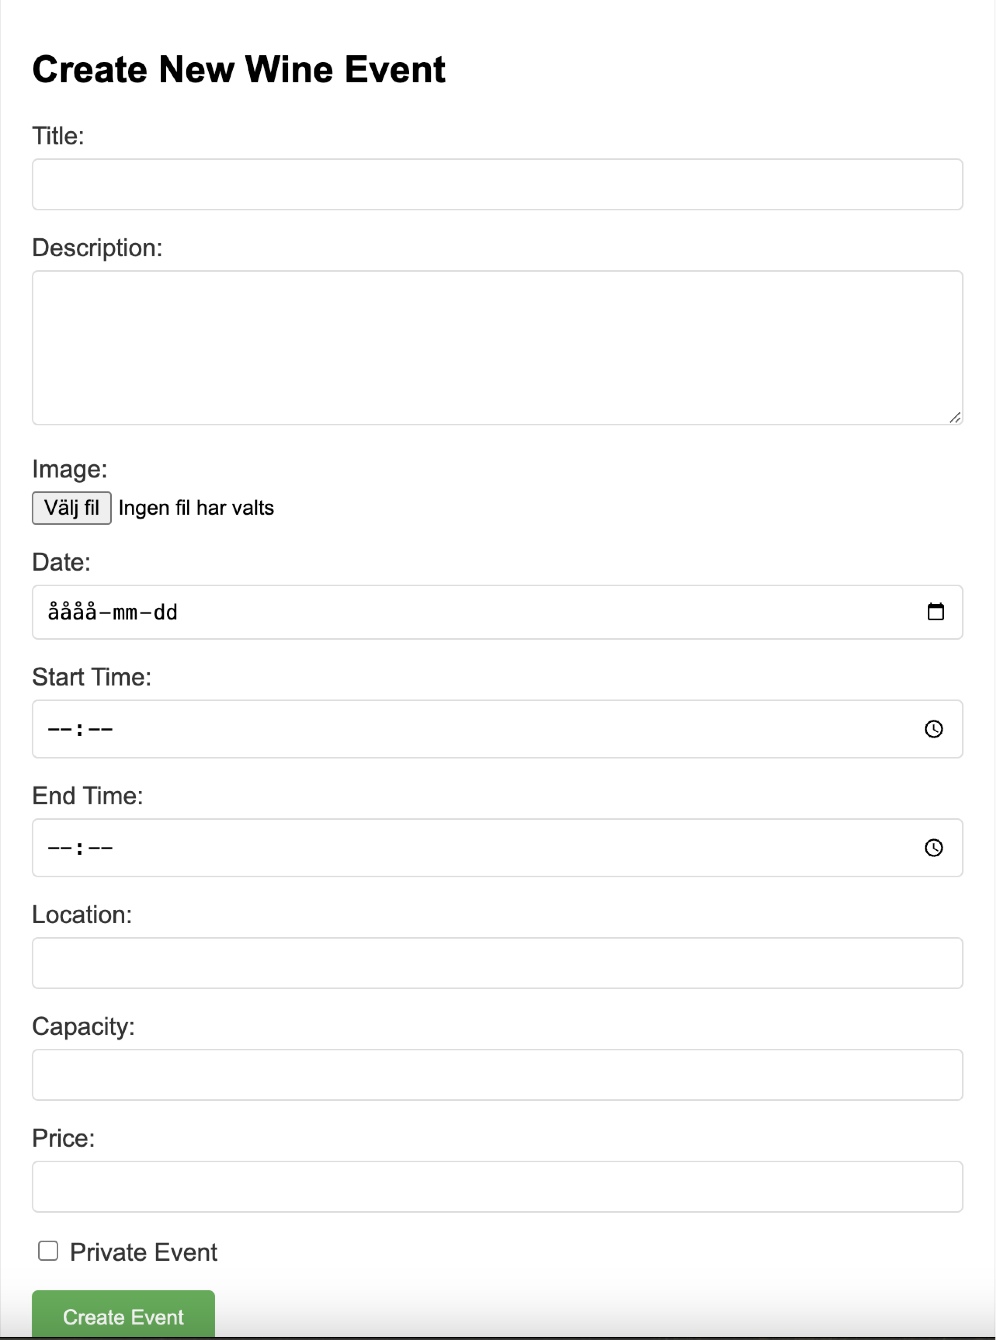 Create New Wine Event
Title:
Description:
Image:
Välj fil Ingen fil har valts
Date:
åååå-mm-dd
Start Time:
--:--
End Time:
--:--
Location:
Capacity:
Price:
Private Event
Create Event